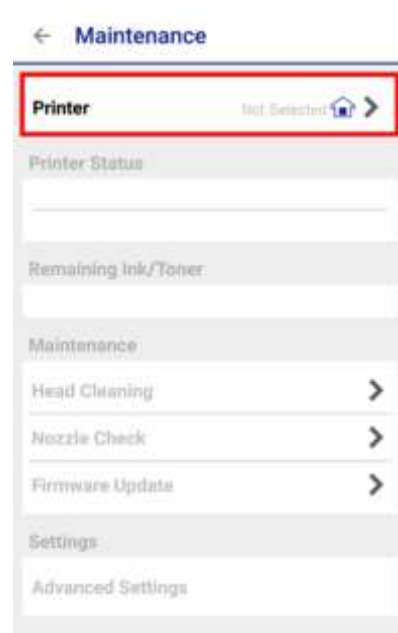 Maintenance
Printer Not Selected
Printer Status
Remaining Ink/Toner
Maintenance
Head Cleaning
Nozzle Check
Firmware Update
Settings
Advanced Settings